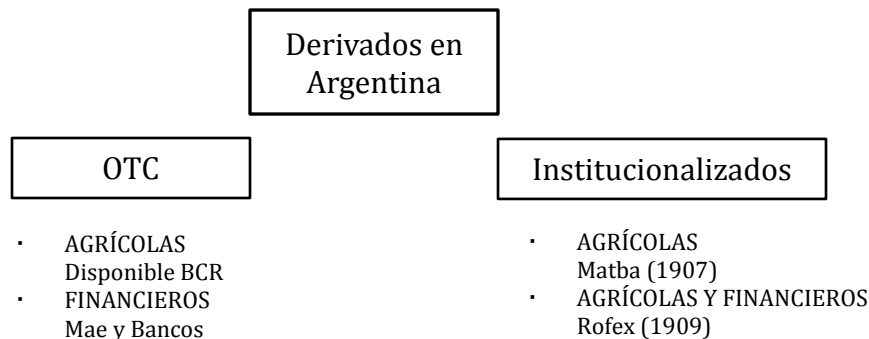 Derivados en
Argentina
OTC
Institucionalizados
· AGRÍCOLAS
Disponible BCR
· FINANCIEROS
Mae y Bancos
· AGRÍCOLAS
Matba (1907)
· AGRÍCOLAS Y FINANCIEROS
Rofex (1909)